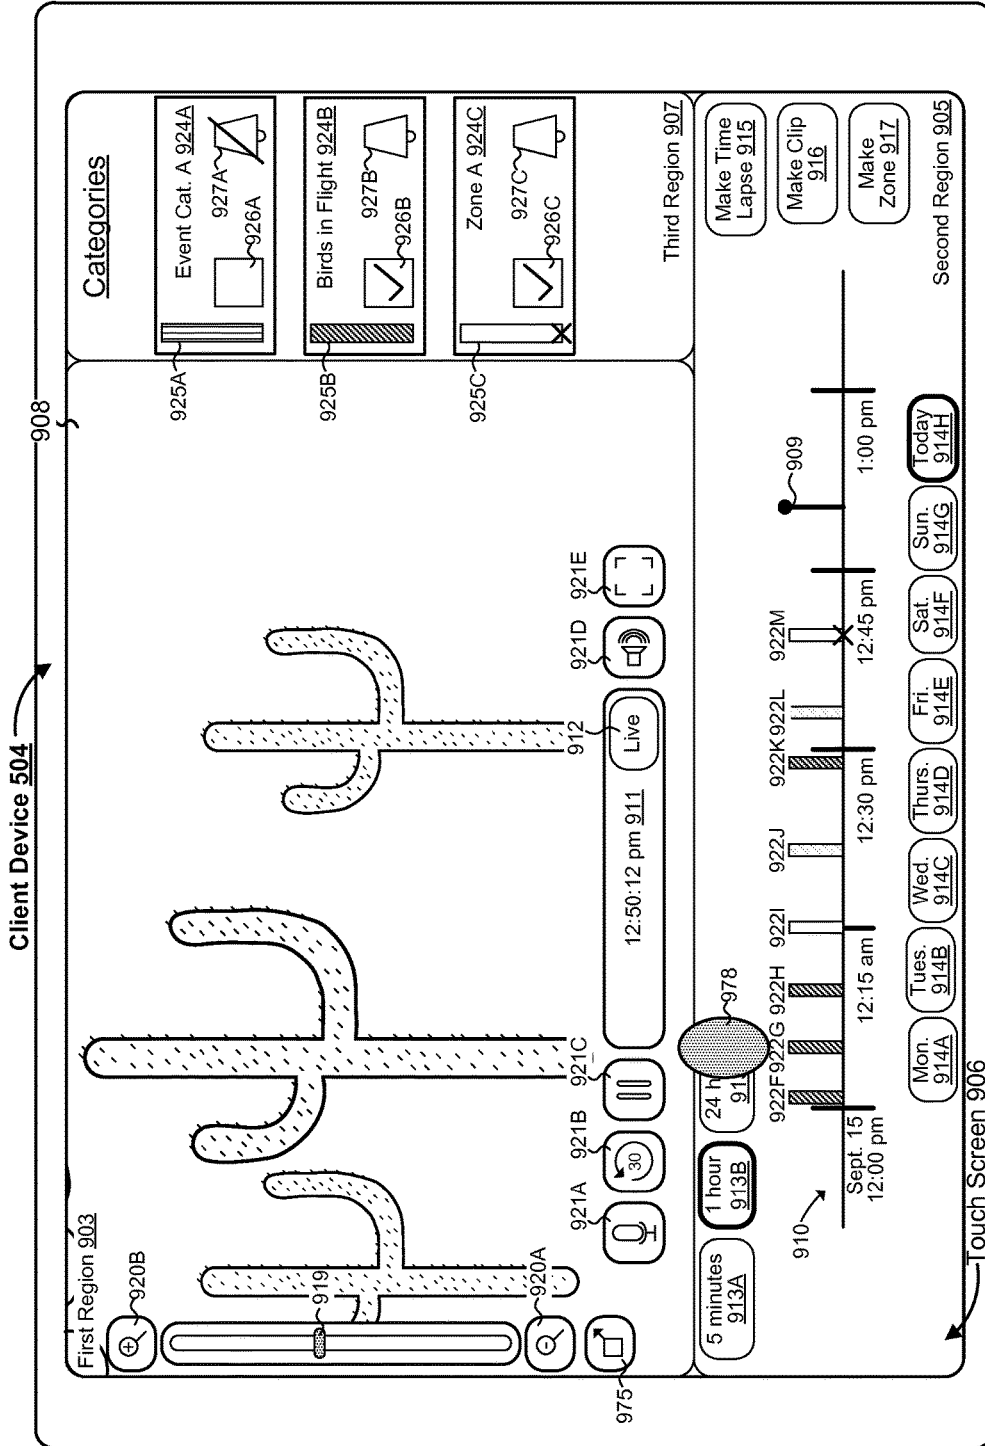 Client Device 504
908
First Region 903
920B
919
920A
975
921A
921B
921C
30
12:50:12 pm 911
Live
912
921D
921E
Categories
Event Cat. A 924A
925A
926A
927A
Birds in Flight 924B
925B
926B
927B
Zone A 924C
925C
926C
927C
Third Region 907
5 minutes
913A
1 hour
913B
24 h
91
978
Make Time
Lapse 915
Make Clip
916
Make
Zone 917
910
922F
922G
922H
922I
922J
922K
922L
922M
909
Sept. 15
12:00 pm
12:15 am
12:30 pm
12:45 pm
1:00 pm
Mon.
914A
Tues.
914B
Wed.
914C
Thurs.
914D
Fri.
914E
Sat.
914F
Sun.
914G
Today
914H
Second Region 905
Touch Screen 906